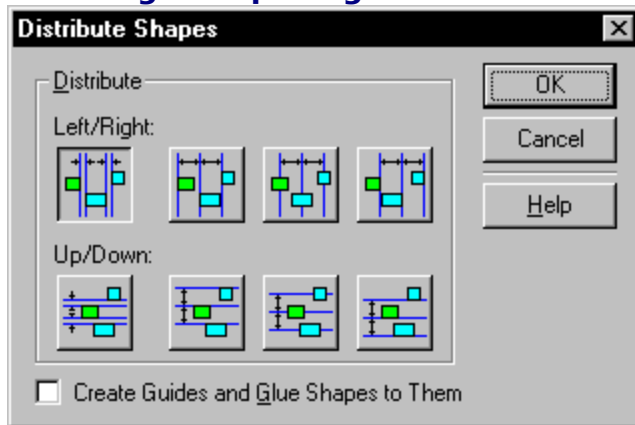 Distribute Shapes
Distribute
OK
Left/Right:
Cancel
Help
Up/Down:
Create Guides and Glue Shapes to Them